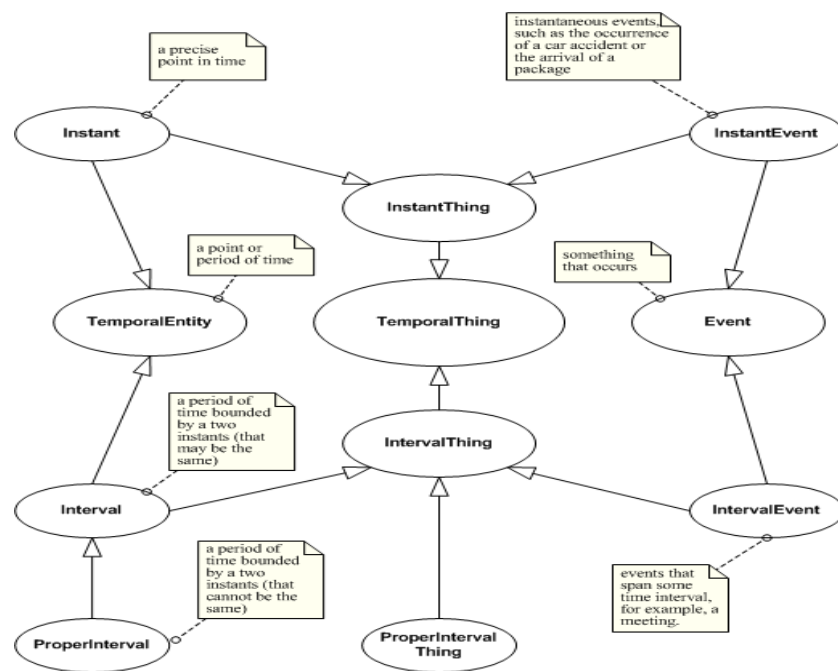 a precise
point in time
instantaneous events,
such as the occurrence
of a car accident or
the arrival of a
package
Instant
InstantEvent
InstantThing
a point or
period of time
something
that occurs
TemporalEntity
TemporalThing
Event
a period of
time bounded
by a two
instants (that
may be the
same)
IntervalThing
Interval
IntervalEvent
a period of
time bounded
by a two
instants (that
cannot be the
same)
events that
span some
time interval,
for example, a
meeting.
ProperInterval
ProperInterval
Thing